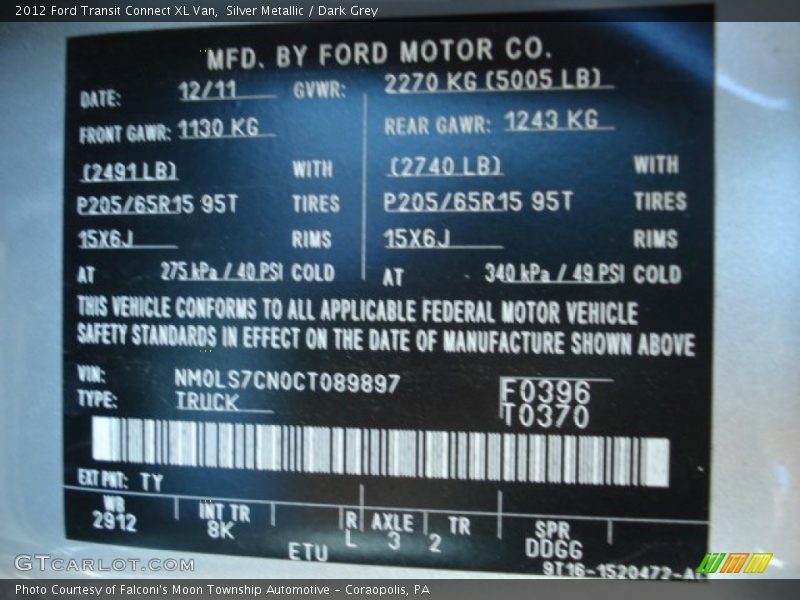 2012 Ford Transit Connect XL Van,  Silver Metallic / Dark Grey
MFD. BY FORD MOTOR CO.
DATE: 12/11 GVWR: 2270 KG (5005 LB)
FRONT GAWR: 1130 KG REAR GAWR: 1243 KG
(2491 LB) WITH (2740 LB) WITH
P205/65R15 95T TIRES P205/65R15 95T TIRES
15X6J RIMS 15X6J RIMS
AT 275 kPa / 40 PSI COLD AT 340 kPa / 49 PSI COLD
THIS VEHICLE CONFORMS TO ALL APPLICABLE FEDERAL MOTOR VEHICLE
SAFETY STANDARDS IN EFFECT ON THE DATE OF MANUFACTURE SHOWN ABOVE
VIN: NM0LS7CN0CT089897 F0396
TYPE: TRUCK T0370
EXT PNT: TY
WB INT TR R AXLE TR SPR
2912 8K L 3 2 DDGG
ETU 9T16-1520472-A
GTCARLOT.COM
Photo Courtesy of Falconi's Moon Township Automotive - Coraopolis, PA